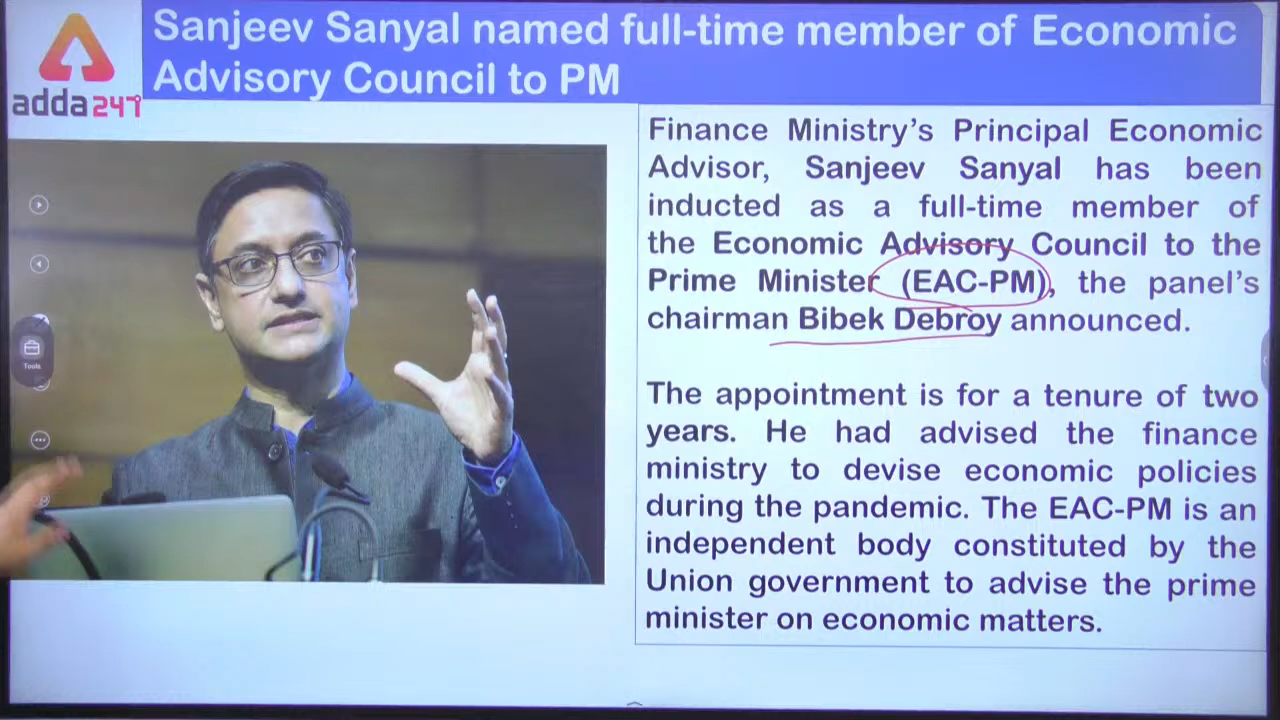 Sanjeev Sanyal named full-time member of Economic
Advisory Council to PM
adda247
Finance Ministry's Principal Economic
Advisor, Sanjeev Sanyal has been
inducted as a full-time member of
the Economic Advisory Council to the
Prime Minister (EAC-PM), the panel's
chairman Bibek Debroy announced.
The appointment is for a tenure of two
years. He had advised the finance
ministry to devise economic policies
during the pandemic. The EAC-PM is an
independent body constituted by the
Union government to advise the prime
minister on economic matters.
Tools